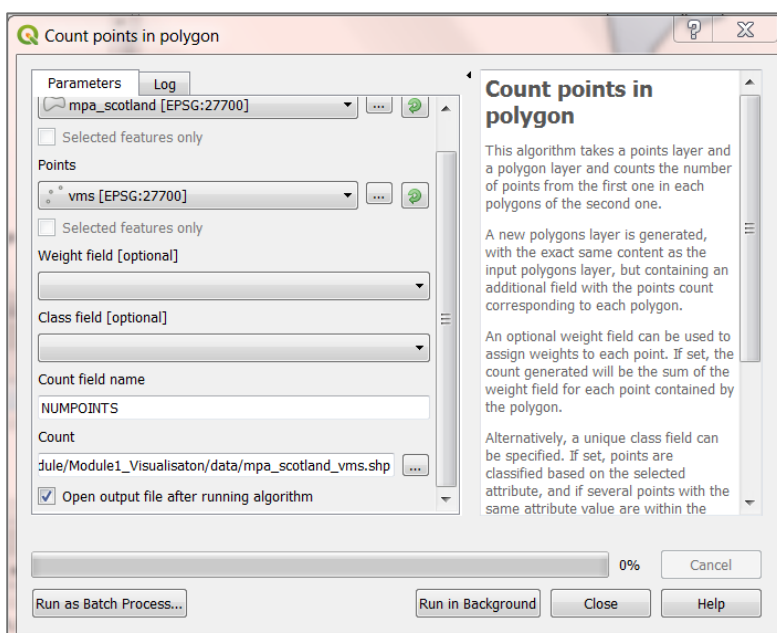 Count points in polygon
Parameters
Log
mpa_scotland [EPSG:27700]
...
Selected features only
Points
vms [EPSG:27700]
...
Selected features only
Weight field [optional]
Class field [optional]
Count field name
NUMPOINTS
Count
dule/Module1_Visualisaton/data/mpa_scotland_vms.shp
...
Open output file after running algorithm
Count points in
polygon
This algorithm takes a points layer and
a polygon layer and counts the number
of points from the first one in each
polygons of the second one.
A new polygons layer is generated,
with the exact same content as the
input polygons layer, but containing an
additional field with the points count
corresponding to each polygon.
An optional weight field can be used to
assign weights to each point. If set, the
count generated will be the sum of the
weight field for each point contained by
the polygon.
Alternatively, a unique class field can
be specified. If set, points are
classified based on the selected
attribute, and if several points with the
same attribute value are within the
0%
Cancel
Run as Batch Process...
Run in Background
Close
Help